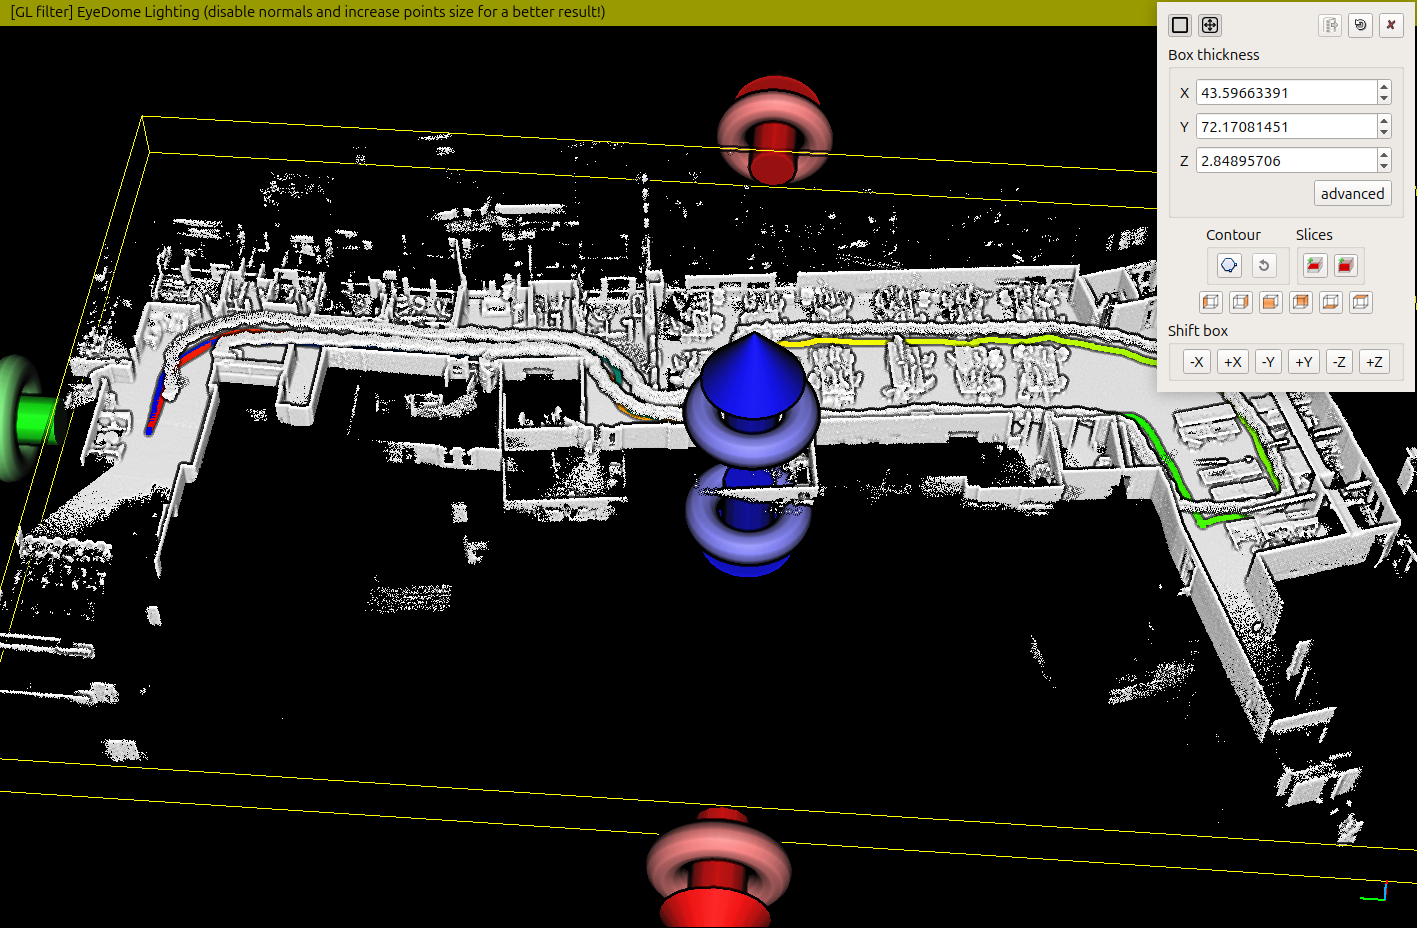 [GL filter] EyeDome Lighting (disable normals and increase points size for a better result!)
Box thickness
X 43.59663391
Y 72.17081451
Z 2.84895706
advanced
Contour Slices
Shift box
-X +X -Y +Y -Z +Z